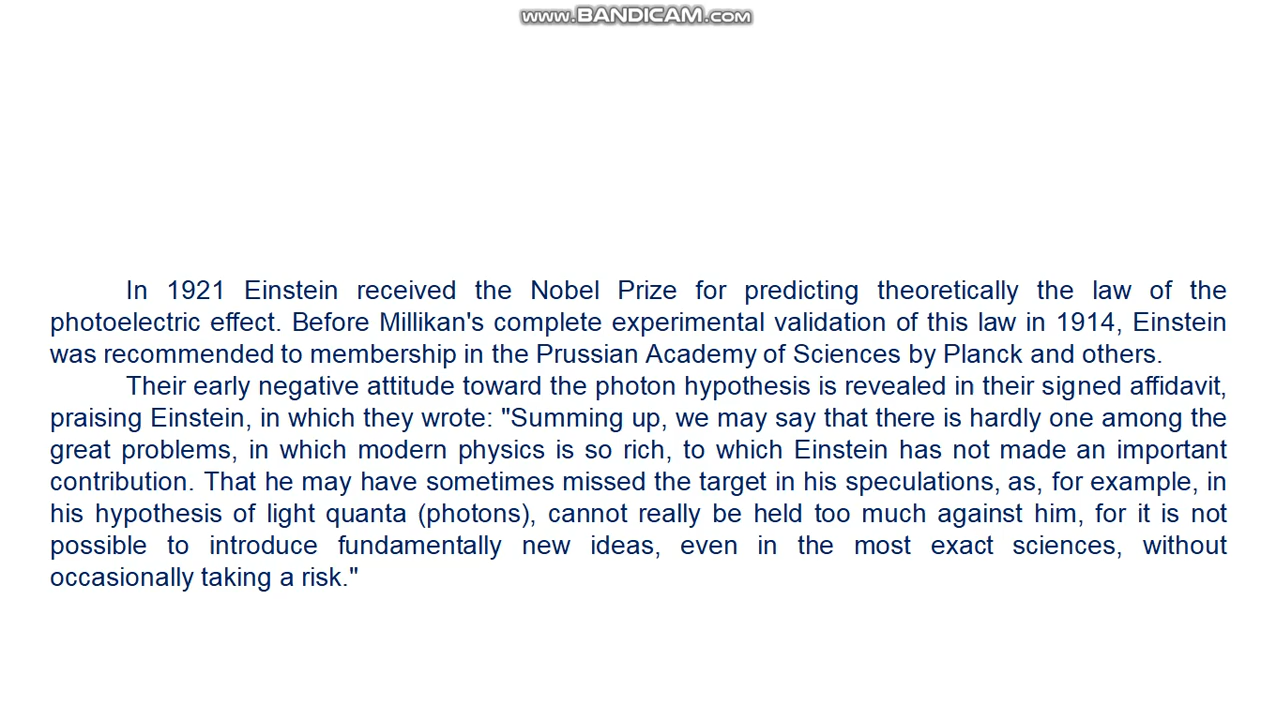 www.BANDICAM.com
In 1921 Einstein received the Nobel Prize for predicting theoretically the law of the
photoelectric effect. Before Millikan's complete experimental validation of this law in 1914, Einstein
was recommended to membership in the Prussian Academy of Sciences by Planck and others.
Their early negative attitude toward the photon hypothesis is revealed in their signed affidavit,
praising Einstein, in which they wrote: "Summing up, we may say that there is hardly one among the
great problems, in which modern physics is so rich, to which Einstein has not made an important
contribution. That he may have sometimes missed the target in his speculations, as, for example, in
his hypothesis of light quanta (photons), cannot really be held too much against him, for it is not
possible to introduce fundamentally new ideas, even in the most exact sciences, without
occasionally taking a risk."